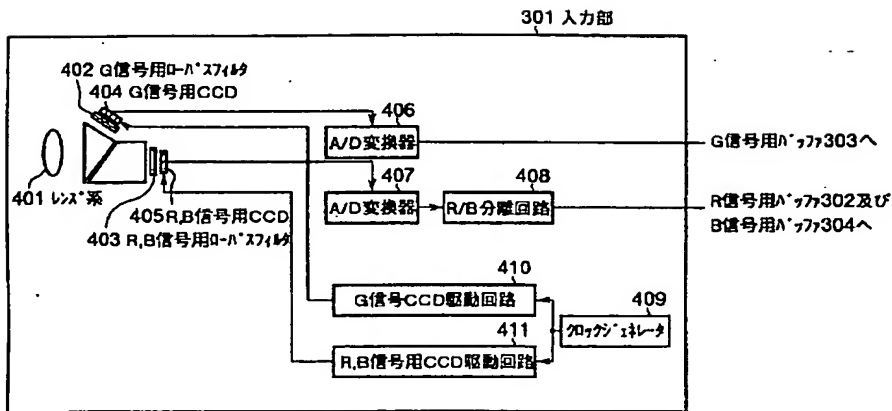 301 入力部
402 G信号用ローパスフィルタ
404 G信号用CCD
406
A/D変換器
G信号用バッファ303へ
401 レンズ系
405 R,B信号用CCD
403 R,B信号用ローパスフィルタ
407
A/D変換器
408
R/B分離回路
R信号用バッファ302及び
B信号用バッファ304へ
410
G信号CCD駆動回路
409
クロックジェネレータ
411
R,B信号用CCD駆動回路